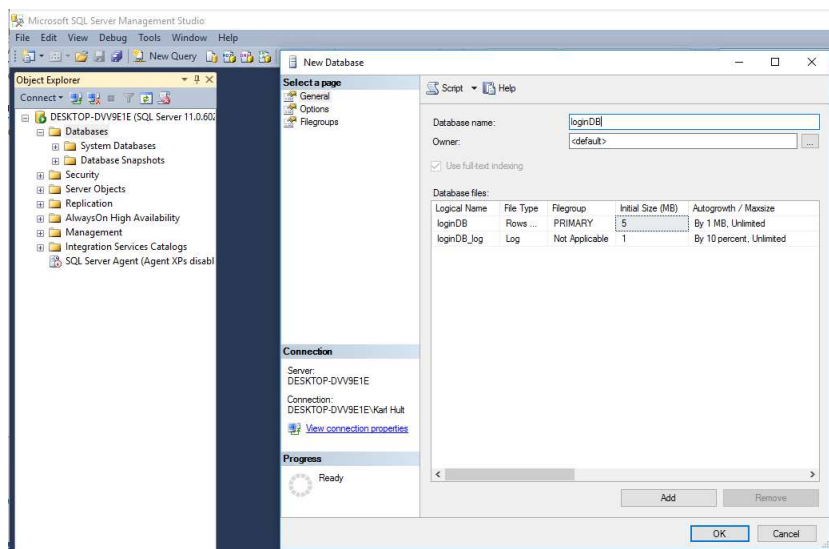 Microsoft SQL Server Management Studio
File Edit View Debug Tools Window Help
New Query
Object Explorer
Connect
DESKTOP-DVV9E1E (SQL Server 11.0.602
Databases
System Databases
Database Snapshots
Security
Server Objects
Replication
AlwaysOn High Availability
Management
Integration Services Catalogs
SQL Server Agent (Agent XPs disabl
New Database
Select a page
General
Options
Filegroups
Script Help
Database name: loginDB
Owner: <default> ...
Use full-text indexing
Database files:
Logical Name File Type Filegroup Initial Size (MB) Autogrowth / Maxsize
loginDB Rows ... PRIMARY 5 By 1 MB, Unlimited
loginDB_log Log Not Applicable 1 By 10 percent, Unlimited
Connection
Server:
DESKTOP-DVV9E1E
Connection:
DESKTOP-DVV9E1E\Karl Hult
View connection properties
Progress
Ready
Add Remove
OK Cancel